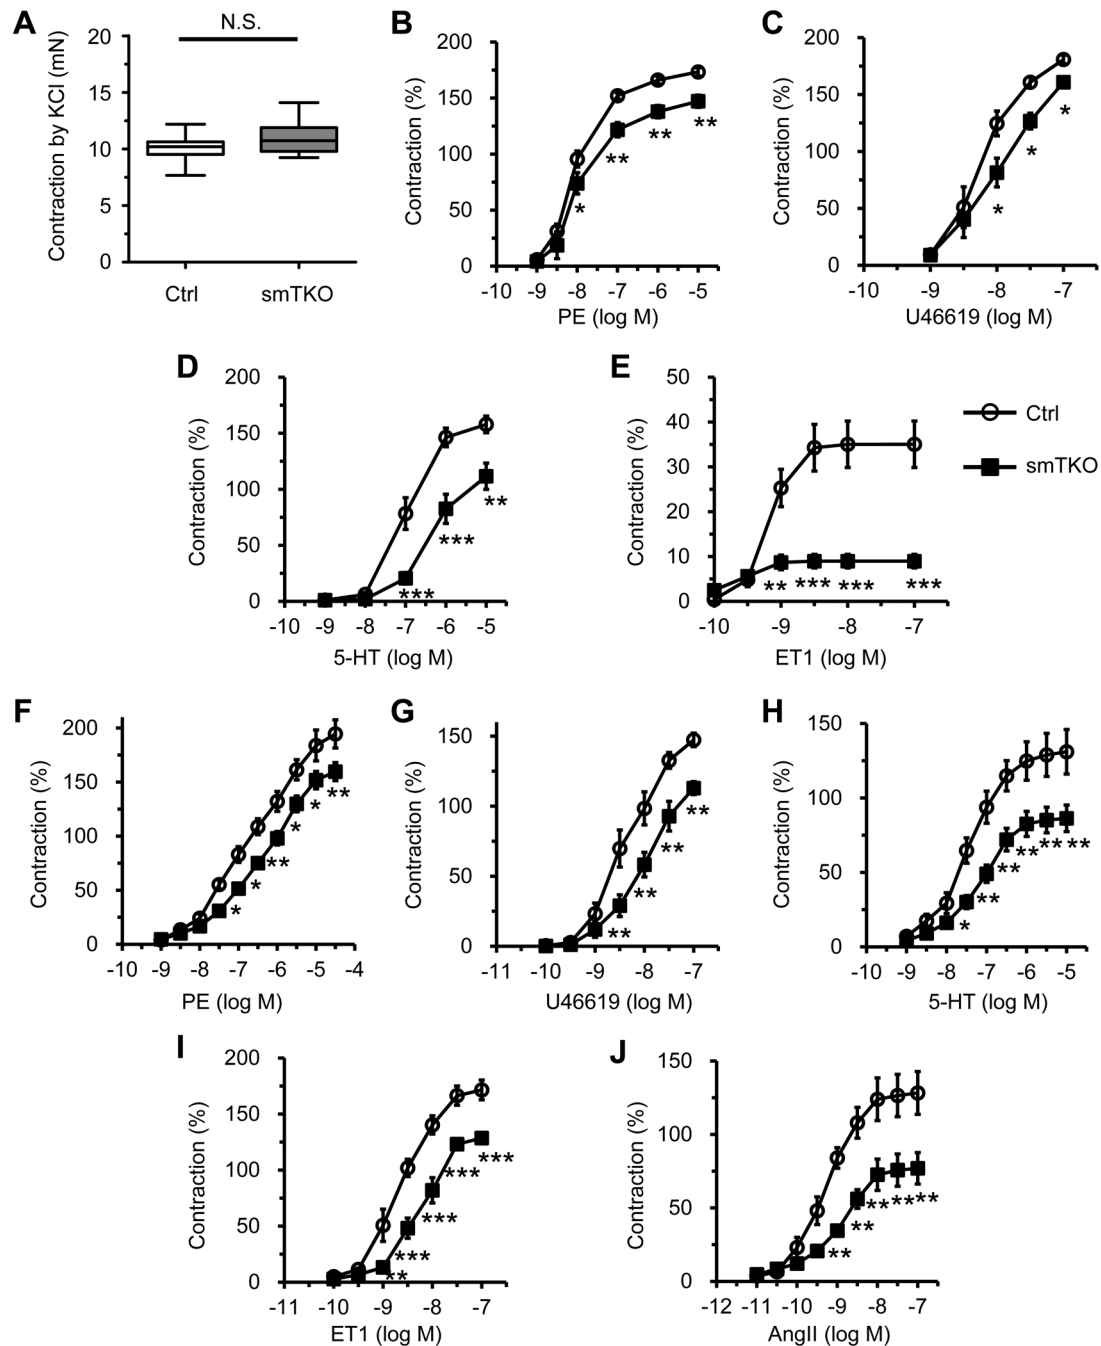 A
N.S.
Contraction by KCl (mN)
20
15
10
5
0
Ctrl
smTKO
B
Contraction (%)
200
150
100
50
0
*
**
**
**
-10 -9 -8 -7 -6 -5
PE (log M)
C
Contraction (%)
200
150
100
50
0
*
*
*
-10 -9 -8 -7
U46619 (log M)
D
Contraction (%)
200
150
100
50
0
***
***
**
-10 -9 -8 -7 -6 -5
5-HT (log M)
E
Contraction (%)
50
40
30
20
10
0
** *** *** ***
-10 -9 -8 -7
ET1 (log M)
Ctrl
smTKO
F
Contraction (%)
200
150
100
50
0
*
*
**
*
*
**
-10 -9 -8 -7 -6 -5 -4
PE (log M)
G
Contraction (%)
150
100
50
0
**
**
**
**
-11 -10 -9 -8 -7
U46619 (log M)
H
Contraction (%)
150
100
50
0
*
**
**
** ** **
-10 -9 -8 -7 -6 -5
5-HT (log M)
I
Contraction (%)
200
150
100
50
0
**
***
***
***
***
-11 -10 -9 -8 -7
ET1 (log M)
J
Contraction (%)
150
100
50
0
**
**
** ** **
-12 -11 -10 -9 -8 -7
AngII (log M)